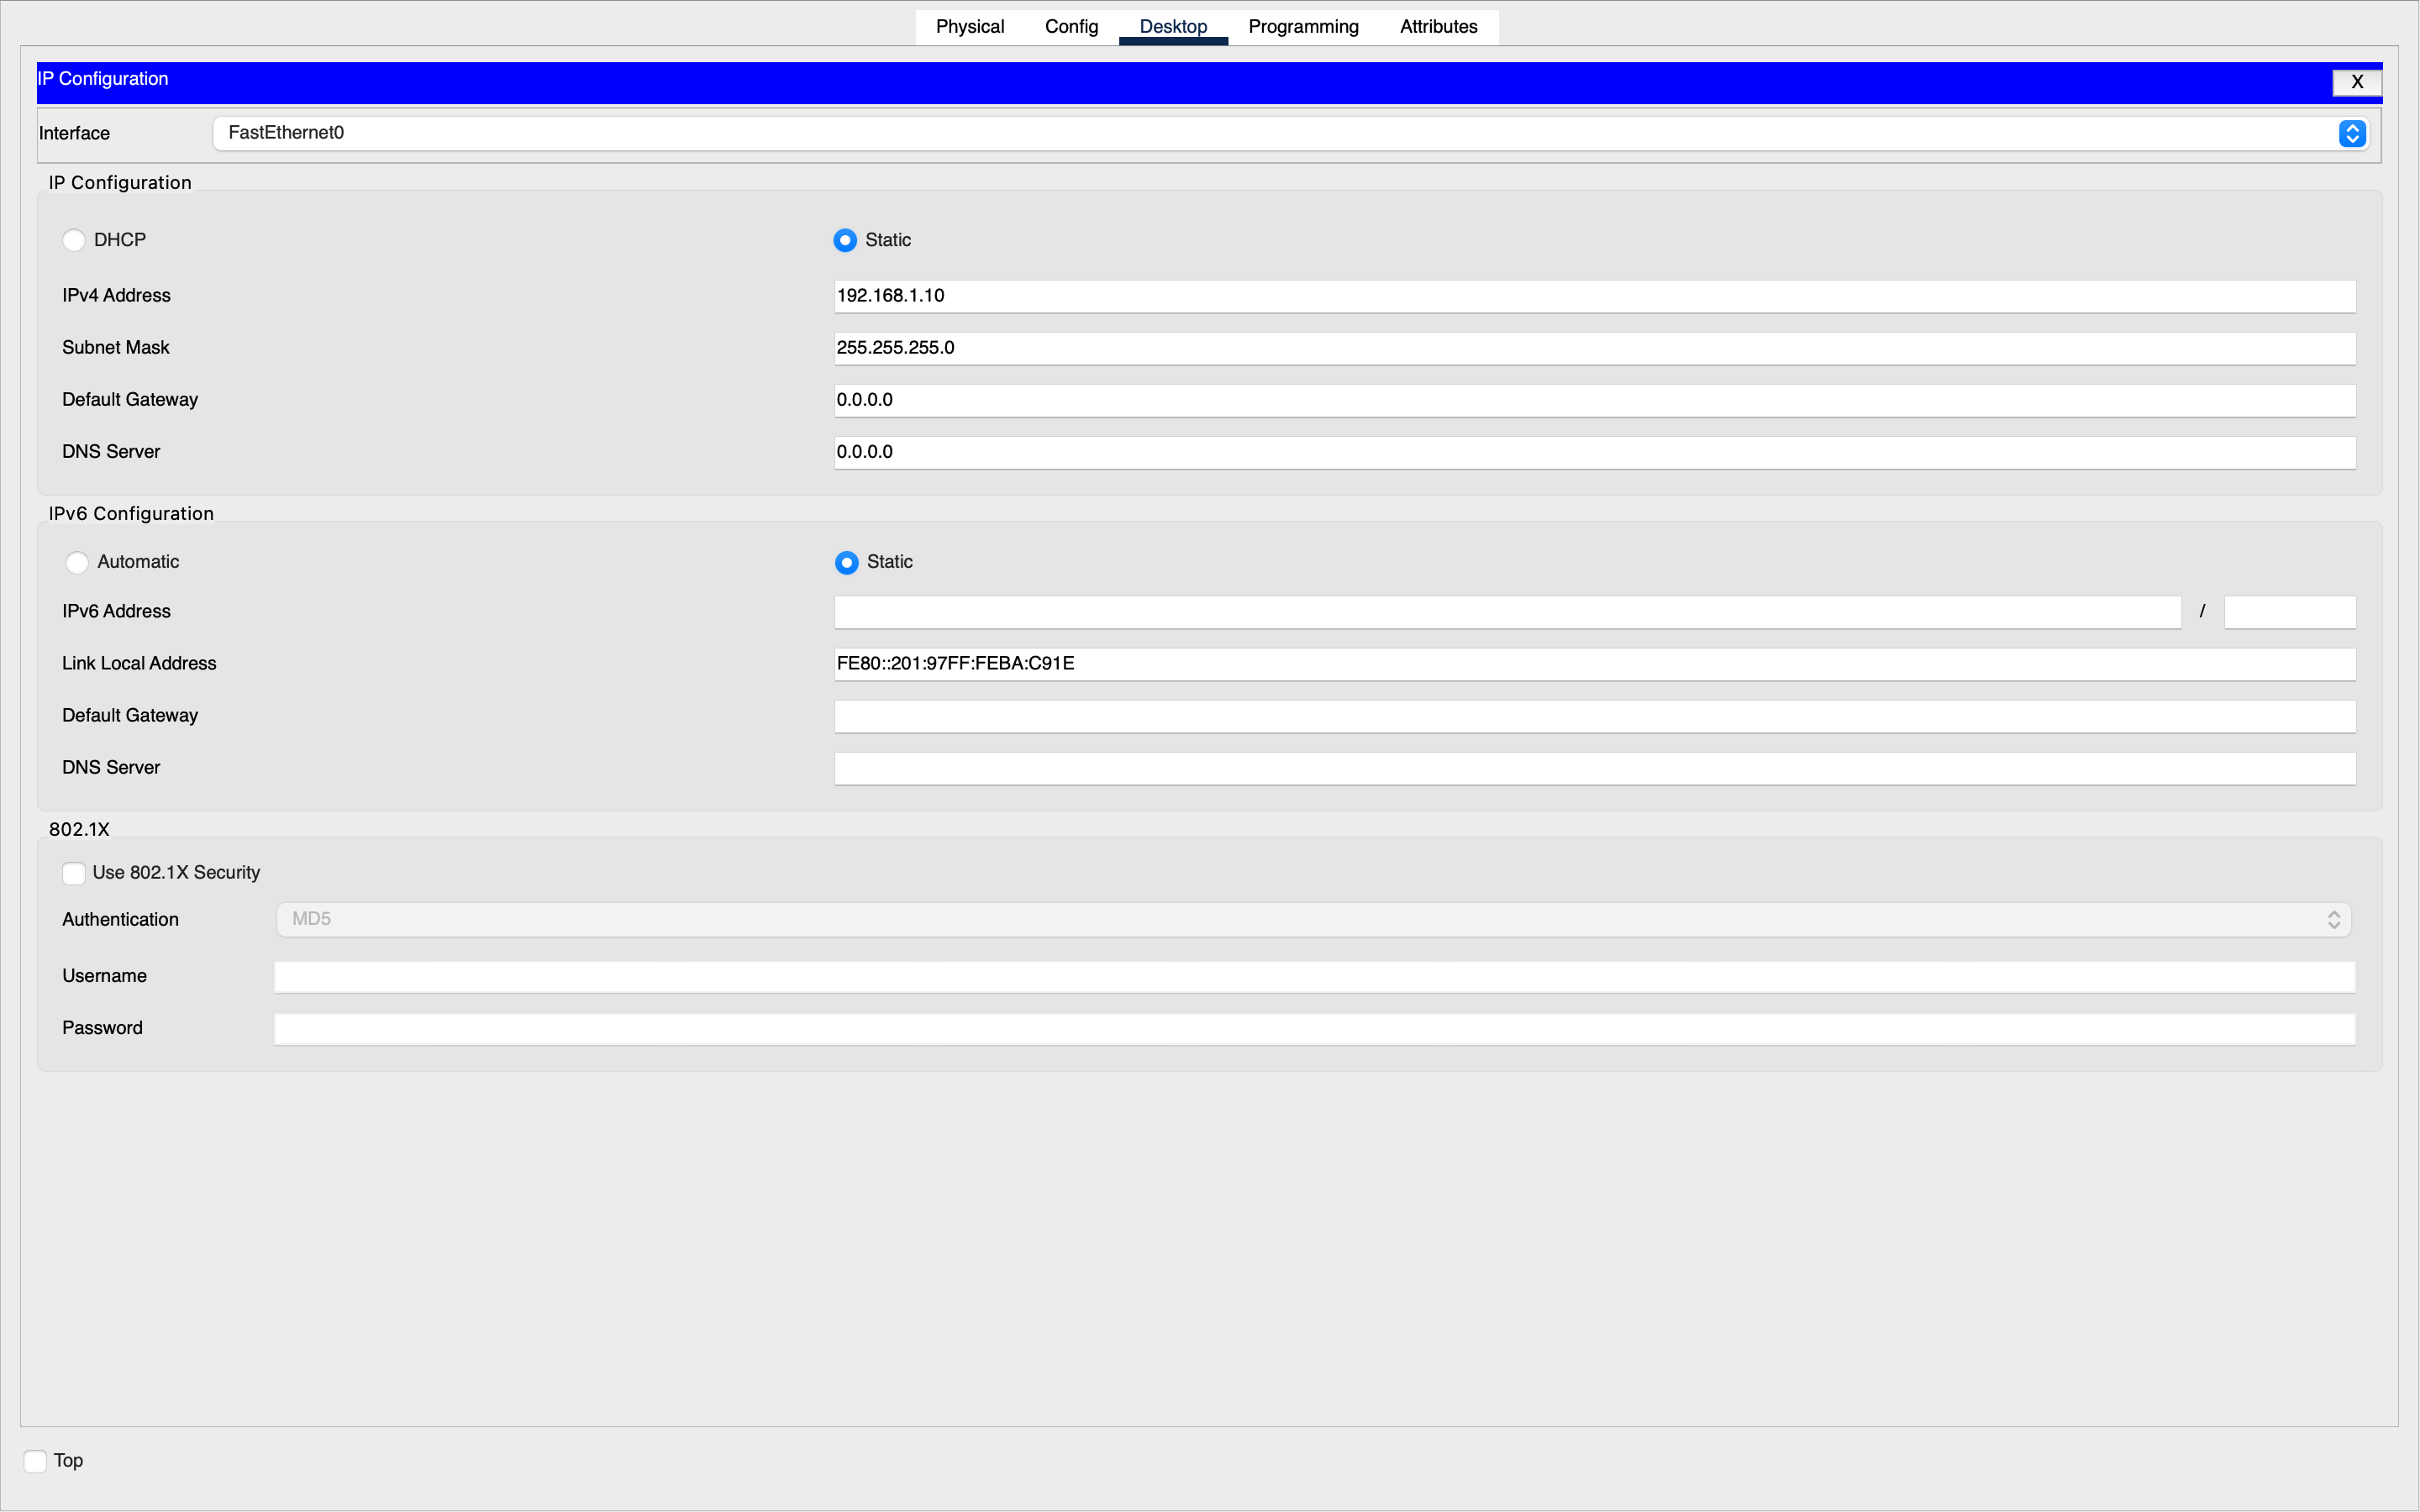 Physical Config Desktop Programming Attributes
IP Configuration X
Interface FastEthernet0
IP Configuration
DHCP Static
IPv4 Address 192.168.1.10
Subnet Mask 255.255.255.0
Default Gateway 0.0.0.0
DNS Server 0.0.0.0
IPv6 Configuration
Automatic Static
IPv6 Address /
Link Local Address FE80::201:97FF:FEBA:C91E
Default Gateway
DNS Server
802.1X
Use 802.1X Security
Authentication MD5
Username
Password
Top